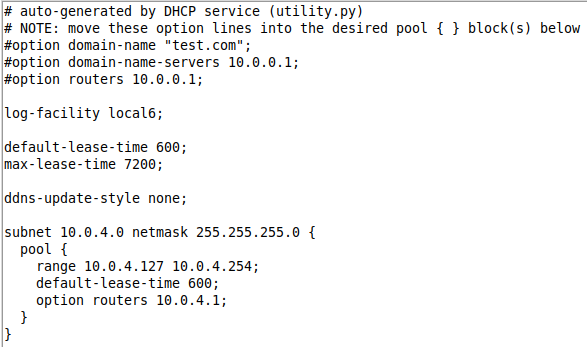 # auto-generated by DHCP service (utility.py)
# NOTE: move these option lines into the desired pool { } block(s) below
#option domain-name "test.com";
#option domain-name-servers 10.0.0.1;
#option routers 10.0.0.1;

log-facility local6;

default-lease-time 600;
max-lease-time 7200;

ddns-update-style none;

subnet 10.0.4.0 netmask 255.255.255.0 {
  pool {
    range 10.0.4.127 10.0.4.254;
    default-lease-time 600;
    option routers 10.0.4.1;
  }
}